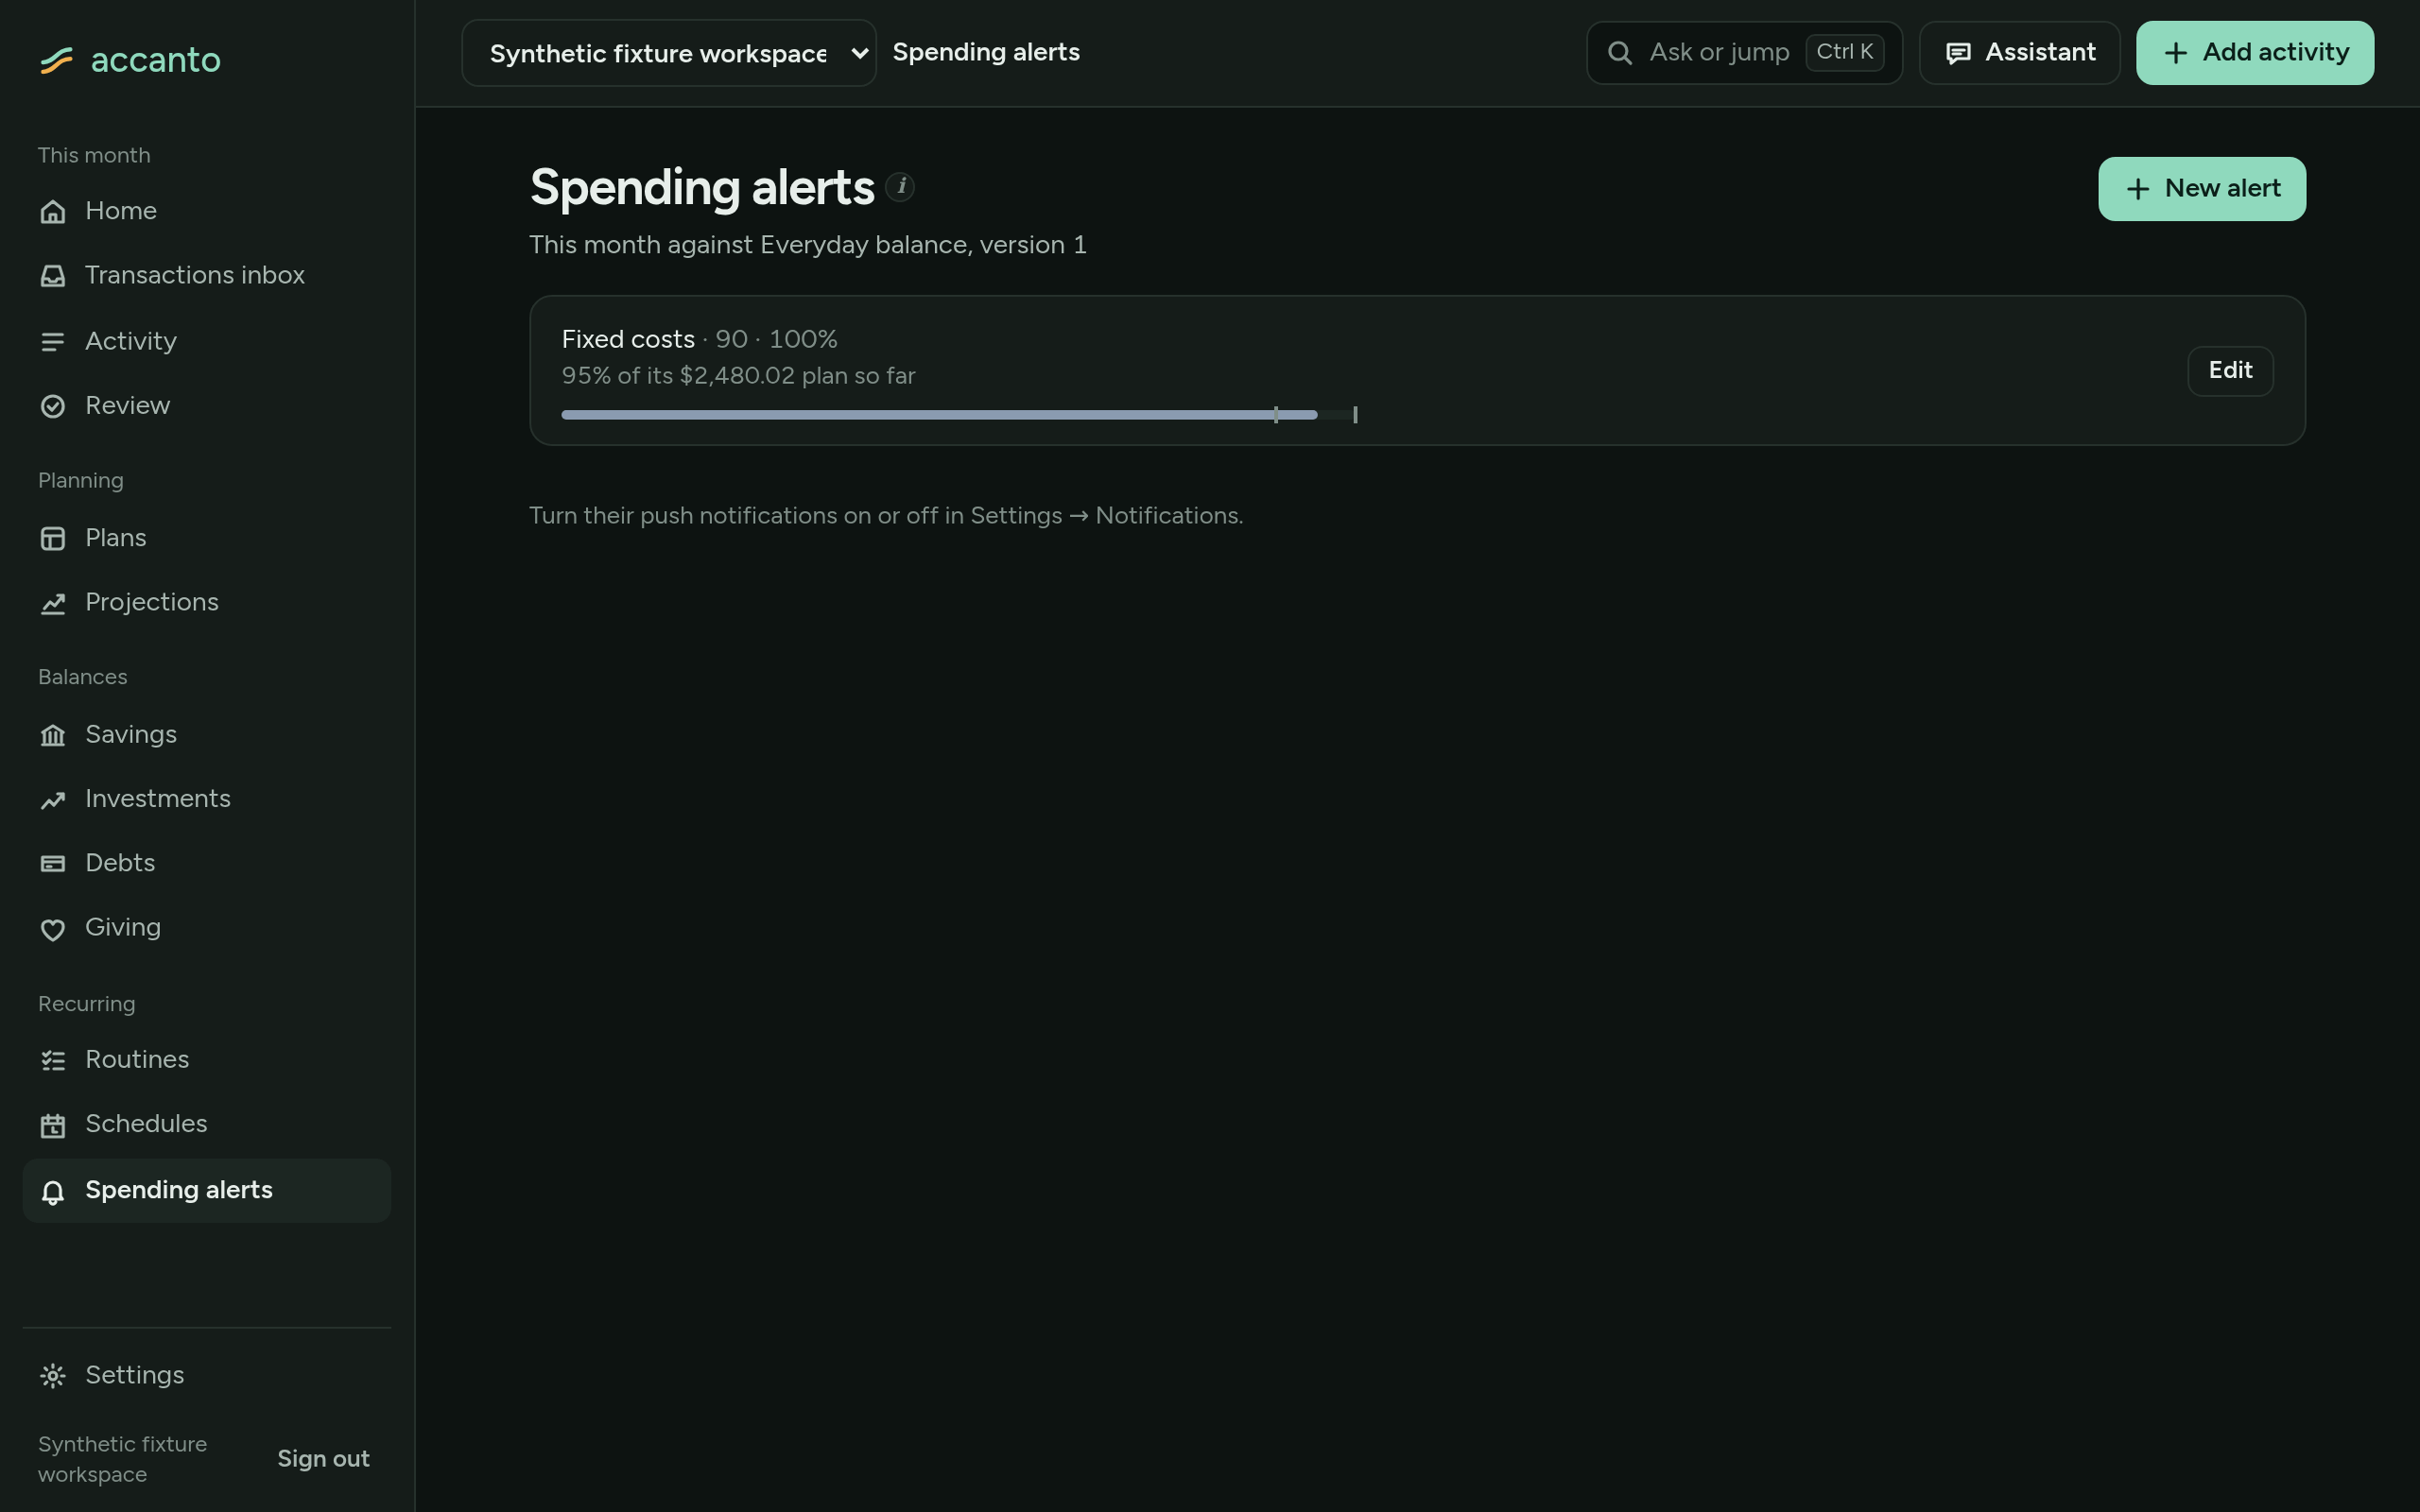 accanto
This month
Home
Transactions inbox
Activity
Review
Planning
Plans
Projections
Balances
Savings
Investments
Debts
Giving
Recurring
Routines
Schedules
Spending alerts
Settings
Synthetic fixture
workspace
Sign out
Synthetic fixture workspace
Spending alerts
Ask or jump
Ctrl K
Assistant
Add activity
Spending alerts i
New alert
This month against Everyday balance, version 1
Fixed costs · 90 · 100%
95% of its $2,480.02 plan so far
Edit
Turn their push notifications on or off in Settings → Notifications.